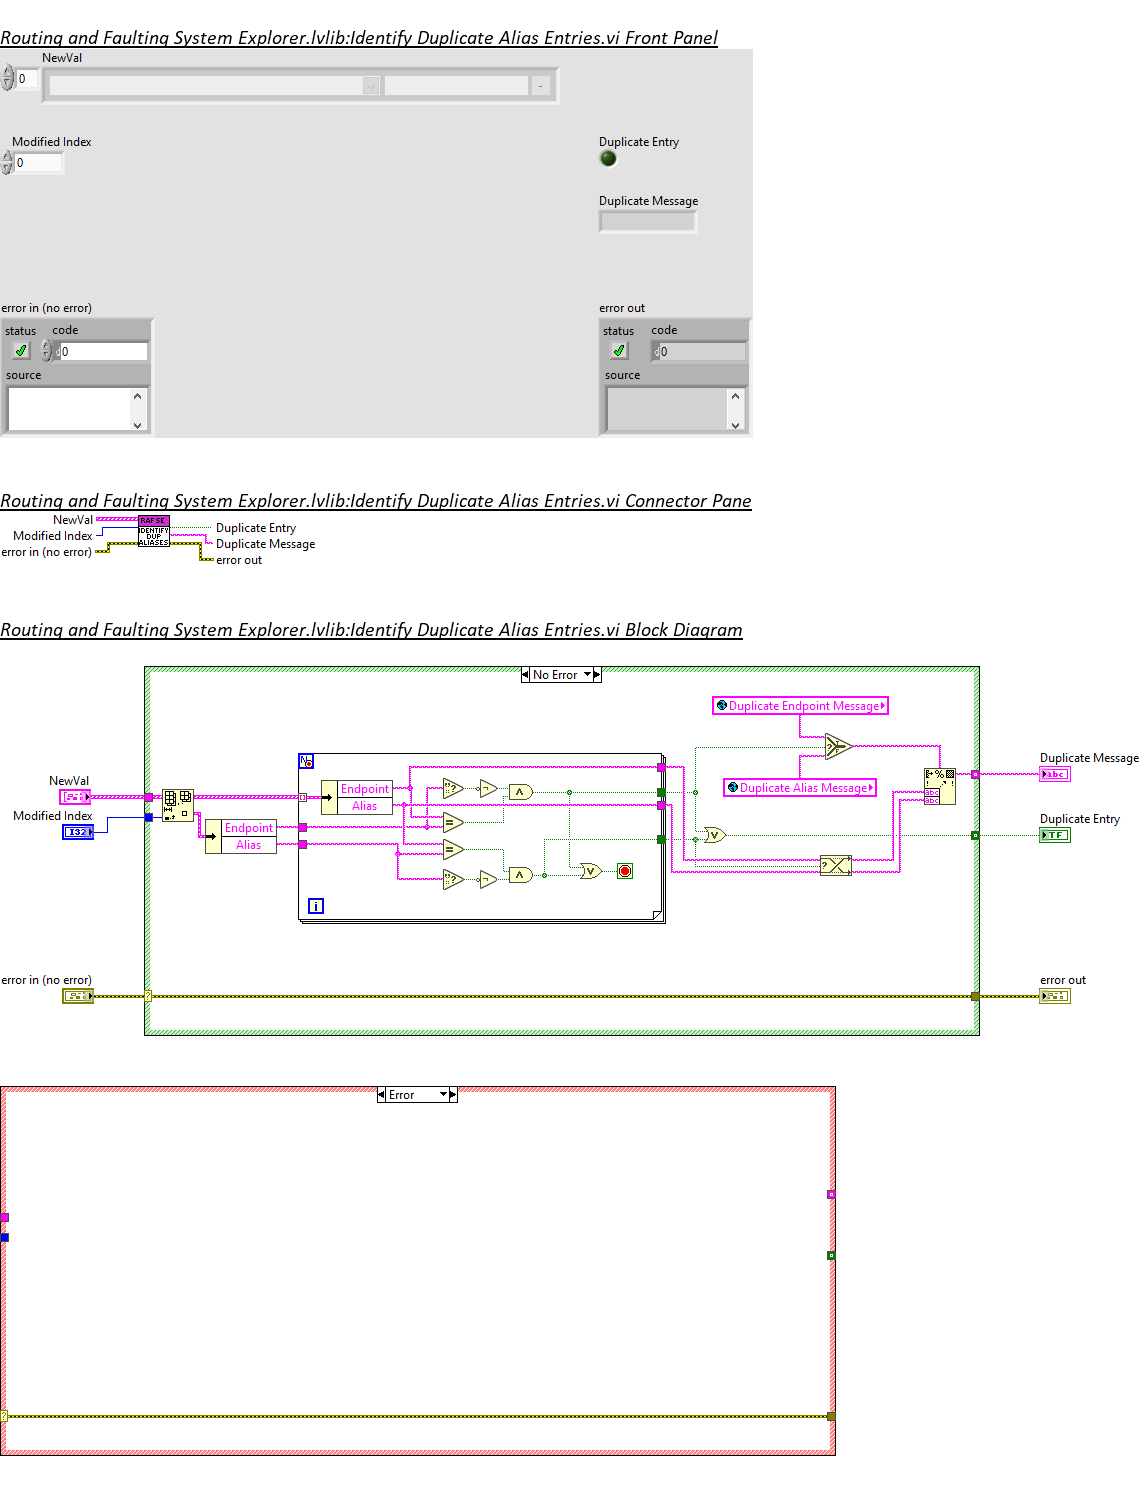 Routing and Faulting System Explorer.lvlib:Identify Duplicate Alias Entries.vi Front Panel
NewVal
0
-
Modified Index
0
Duplicate Entry
Duplicate Message
error in (no error)
status code
d0
source
error out
status code
d0
source
Routing and Faulting System Explorer.lvlib:Identify Duplicate Alias Entries.vi Connector Pane
NewVal
Modified Index
error in (no error)
RAFSE
IDENTIFY
DUP
ALIASES
Duplicate Entry
Duplicate Message
error out
Routing and Faulting System Explorer.lvlib:Identify Duplicate Alias Entries.vi Block Diagram
No Error
Duplicate Endpoint Message
Duplicate Alias Message
NewVal
Modified Index
I32
N
Endpoint
Alias
Endpoint
Alias
i
abc
abc
Duplicate Message
abc
Duplicate Entry
TF
error in (no error)
?
error out
Error
?